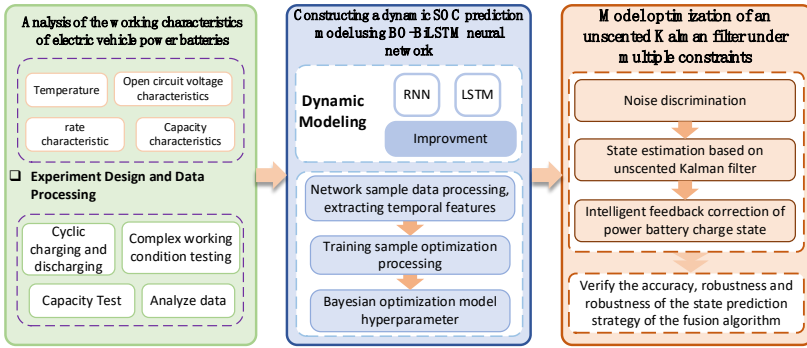 Analysis of the working characteristics
of electric vehicle power batteries
Temperature
Open circuit voltage
characteristics
rate
characteristic
Capacity
characteristics
❑ Experiment Design and Data
Processing
Cyclic
charging and
discharging
Complex working
condition testing
Capacity Test
Analyze data
Constructing a dynamic SOC prediction
model using BO-BiLSTM neural
network
Dynamic
Modeling
RNN
LSTM
Improvment
Network sample data processing,
extracting temporal features
Training sample optimization
processing
Bayesian optimization model
hyperparameter
Model optimization of an
unscented Kalman filter under
multiple constraints
Noise discrimination
State estimation based on
unscented Kalman filter
Intelligent feedback correction of
power battery charge state
Verify the accuracy, robustness and
robustness of the state prediction
strategy of the fusion algorithm